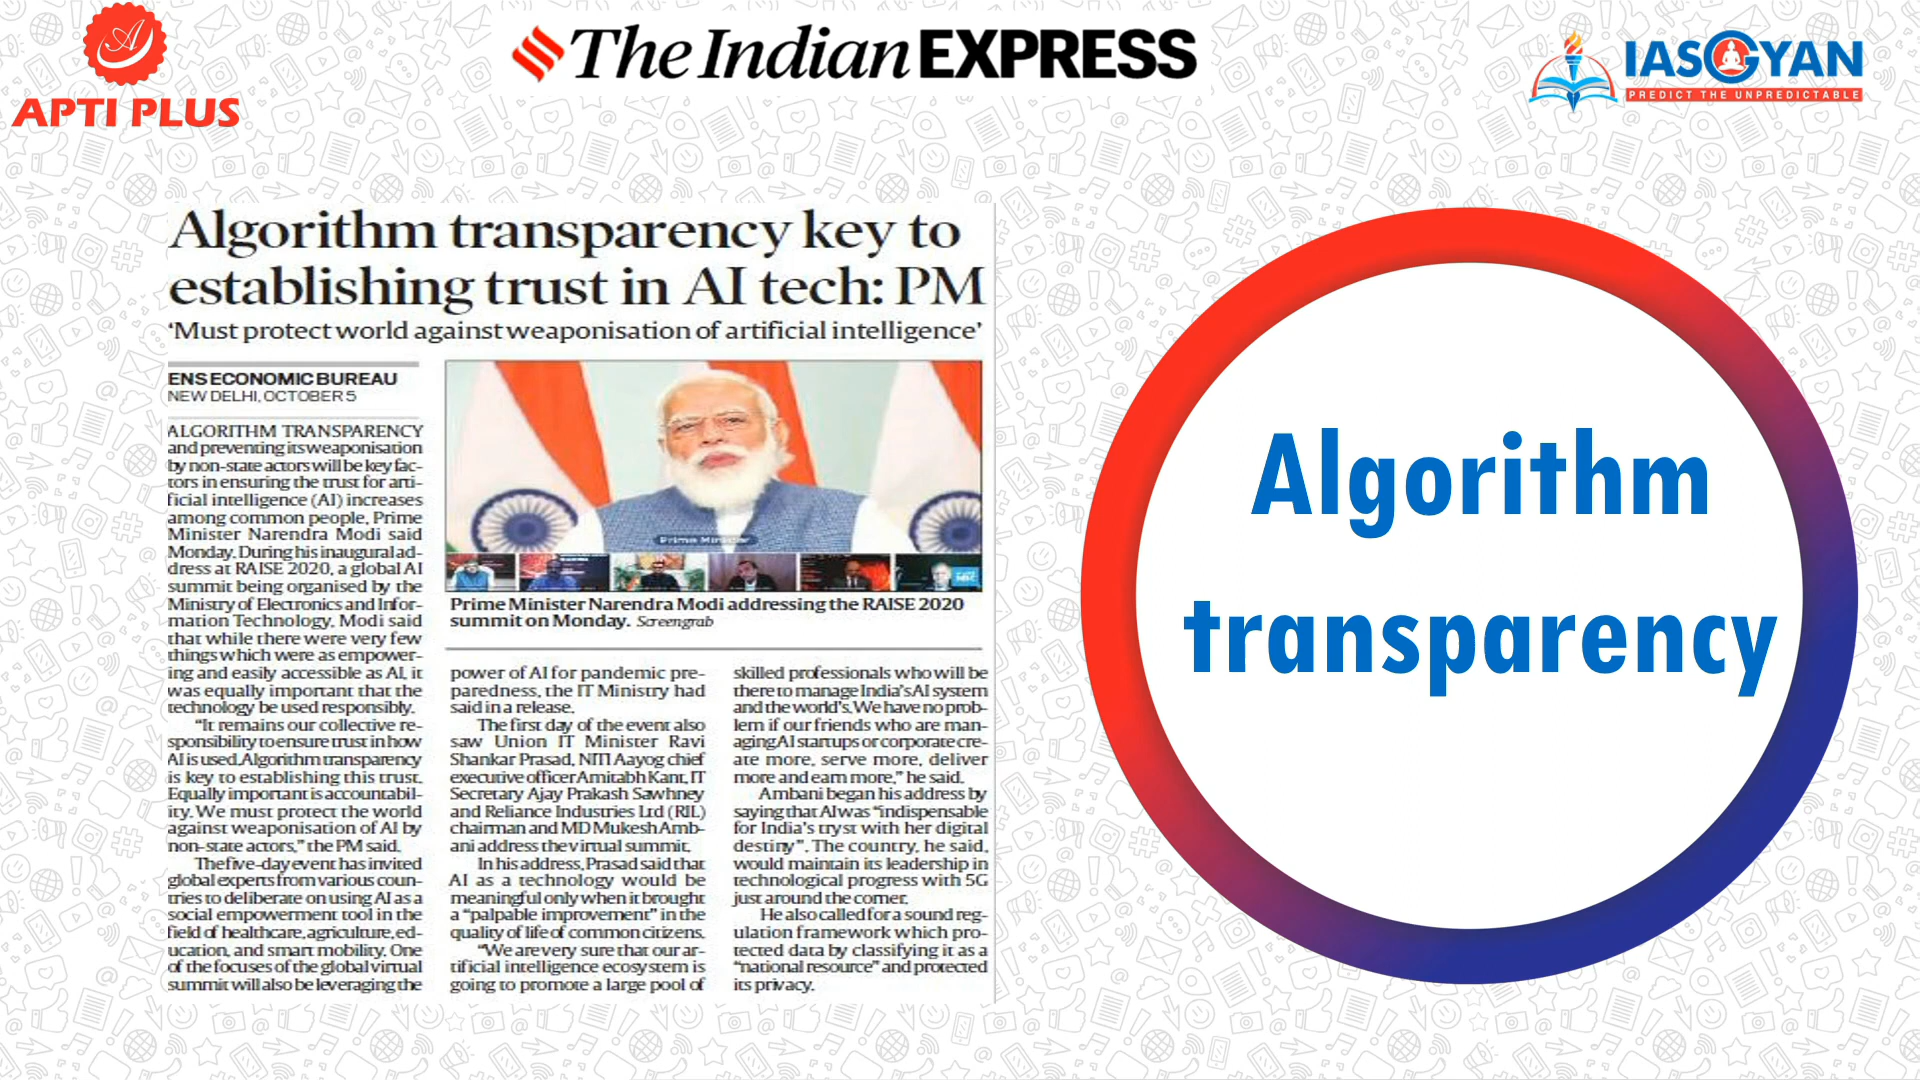 APTI PLUS
The Indian EXPRESS
IASGYAN
PREDICT THE UNPREDICTABLE
Algorithm transparency key to
establishing trust in AI tech: PM
‘Must protect world against weaponisation of artificial intelligence’
ENS ECONOMIC BUREAU
NEW DELHI, OCTOBER 5
ALGORITHM TRANSPARENCY
and preventing its weaponisation
by non-state actors will be key fac-
tors in ensuring the trust for arti-
ficial intelligence (AI) increases
among common people, Prime
Minister Narendra Modi said
Monday. During his inaugural ad-
dress at RAISE 2020, a global AI
summit being organised by the
Ministry of Electronics and Infor-
mation Technology, Modi said
that while there were very few
things which were as empower-
ing and easily accessible as AI, it
was equally important that the
technology be used responsibly.
“It remains our collective re-
sponsibility to ensure trust in how
AI is used. Algorithm transparency
is key to establishing this trust.
Equally important is accountabil-
ity. We must protect the world
against weaponisation of AI by
non-state actors,” the PM said.
The five-day event has invited
global experts from various coun-
tries to deliberate on using AI as a
social empowerment tool in the
field of healthcare, agriculture, ed-
ucation, and smart mobility. One
of the focuses of the global virtual
summit will also be leveraging the
Prime Minister
Prime Minister Narendra Modi addressing the RAISE 2020
summit on Monday. Screengrab
power of AI for pandemic pre-
paredness, the IT Ministry had
said in a release.
The first day of the event also
saw Union IT Minister Ravi
Shankar Prasad, NITI Aayog chief
executive officer Amitabh Kant, IT
Secretary Ajay Prakash Sawhney
and Reliance Industries Ltd (RIL)
chairman and MD Mukesh Amb-
ani address the virtual summit.
In his address, Prasad said that
AI as a technology would be
meaningful only when it brought
a “palpable improvement” in the
quality of life of common citizens.
“We are very sure that our ar-
tificial intelligence ecosystem is
going to promote a large pool of
skilled professionals who will be
there to manage India’s AI system
and the world’s. We have no prob-
lem if our friends who are man-
aging AI startups or corporate cre-
ate more, serve more, deliver
more and earn more,” he said.
Ambani began his address by
saying that AI was “indispensable
for India’s tryst with her digital
destiny”. The country, he said,
would maintain its leadership in
technological progress with 5G
just around the corner.
He also called for a sound reg-
ulation framework which pro-
tected data by classifying it as a
“national resource” and protected
its privacy.
Algorithm
transparency